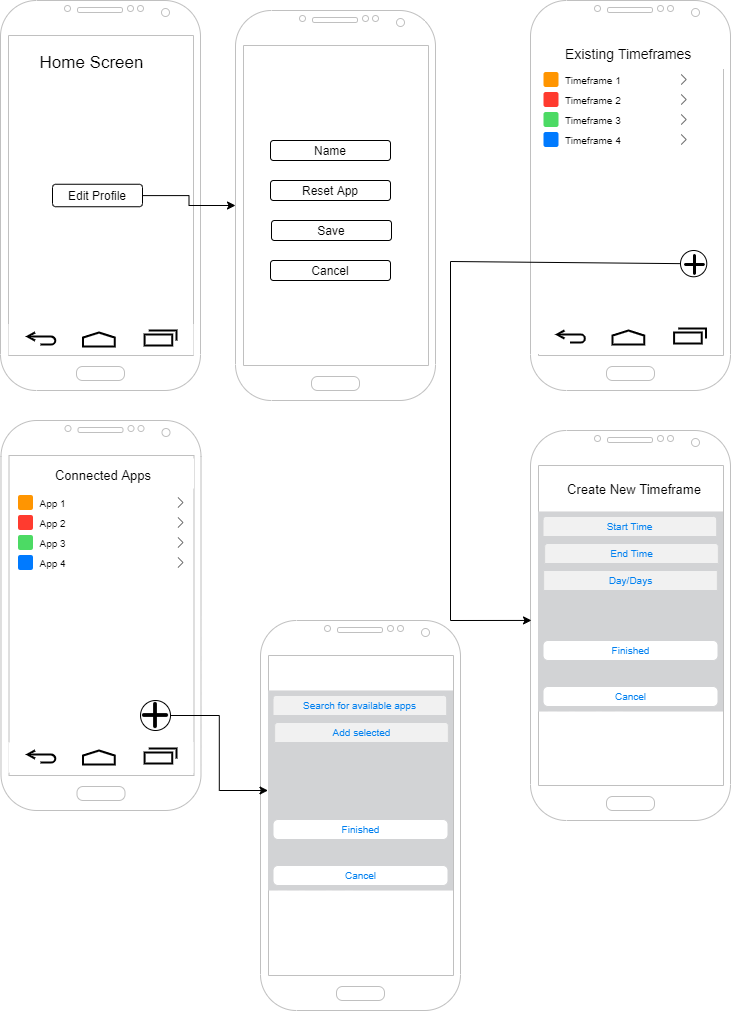 Home Screen
Edit Profile
Name
Reset App
Save
Cancel
Existing Timeframes
Timeframe 1
Timeframe 2
Timeframe 3
Timeframe 4
Connected Apps
App 1
App 2
App 3
App 4
Search for available apps
Add selected
Finished
Cancel
Create New Timeframe
Start Time
End Time
Day/Days
Finished
Cancel